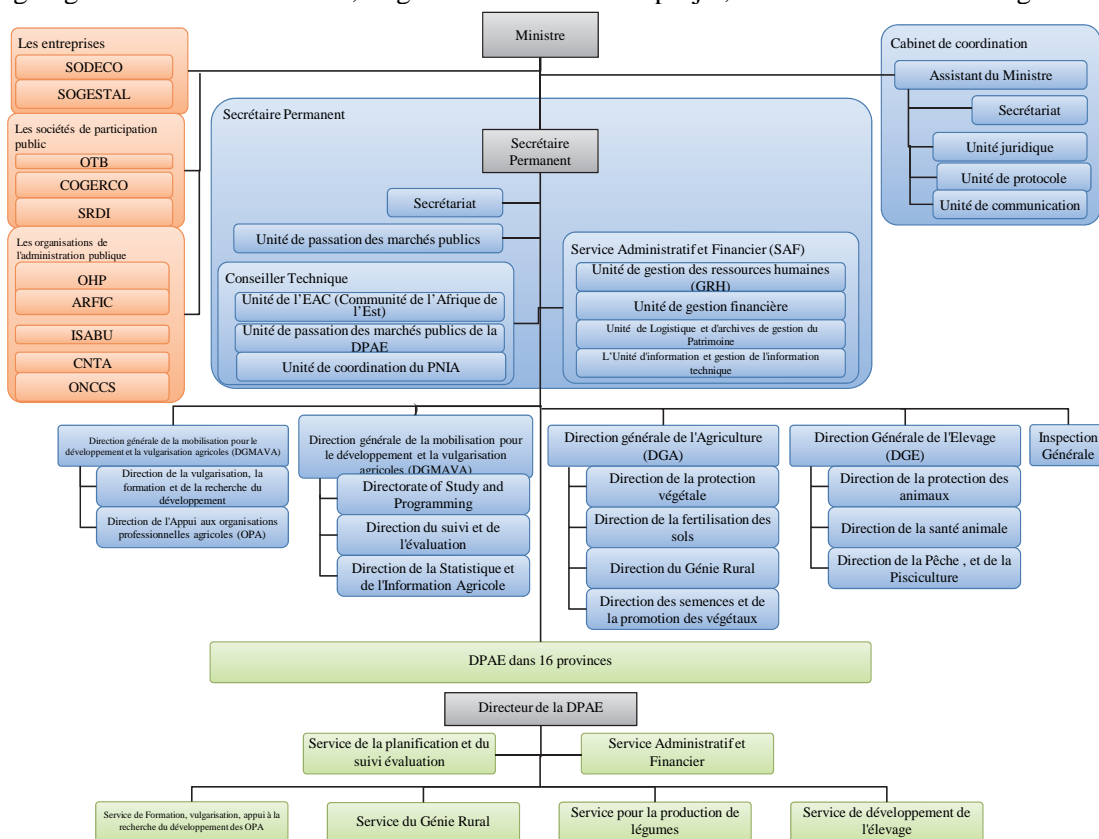 Ministre
Les entreprises
SODECO
SOGESTAL
Les sociétés de participation
public
OTB
COGERCO
SRDI
Les organisations de
l'administration publique
OHP
ARFIC
ISABU
CNTA
ONCCS
Cabinet de coordination
Assistant du Ministre
Secrétariat
Unité juridique
Unité de protocole
Unité de communication
Secrétaire Permanent
Secrétaire
Permanent
Secrétariat
Unité de passation des marchés publics
Conseiller Technique
Unité de l'EAC (Communité de l'Afrique de
l'Est)
Unité de passation des marchés publics de la
DPAE
Unité de coordination du PNIA
Service Administratif et Financier (SAF)
Unité de gestion des ressources humaines
(GRH)
Unité de gestion financière
Unité de Logistique et d'archives de gestion du
Patrimoine
L'Unité d'information et gestion de l'information
technique
Direction générale de la mobilisation pour le
développement et la vulgarisation agricoles (DGMAVA)
Direction de la vulgarisation, la
formation et de la recherche du
développement
Direction de l'Appui aux organisations
professionnelles agricoles (OPA)
Direction générale de la mobilisation pour
le développement et la vulgarisation
agricoles (DGMAVA)
Directorate of Study and
Programming
Direction du suivi et de
l'évaluation
Direction de la Statistique et
de l'Information Agricole
Direction générale de l'Agriculture
(DGA)
Direction de la protection
végétale
Direction de la fertilisation des
sols
Direction du Génie Rural
Direction des semences et de
la promotion des végétaux
Direction Générale de l'Elevage
(DGE)
Direction de la protection des
animaux
Direction de la santé animale
Direction de la Pêche , et de la
Pisciculture
Inspection
Générale
DPAE dans 16 provinces
Directeur de la DPAE
Service de la planification et du
suivi évaluation
Service Administratif et
Financier
Service de Formation, vulgarisation, appui à la
recherche du développement des OPA
Service du Génie Rural
Service pour la production de
légumes
Service de développement de
l'élevage